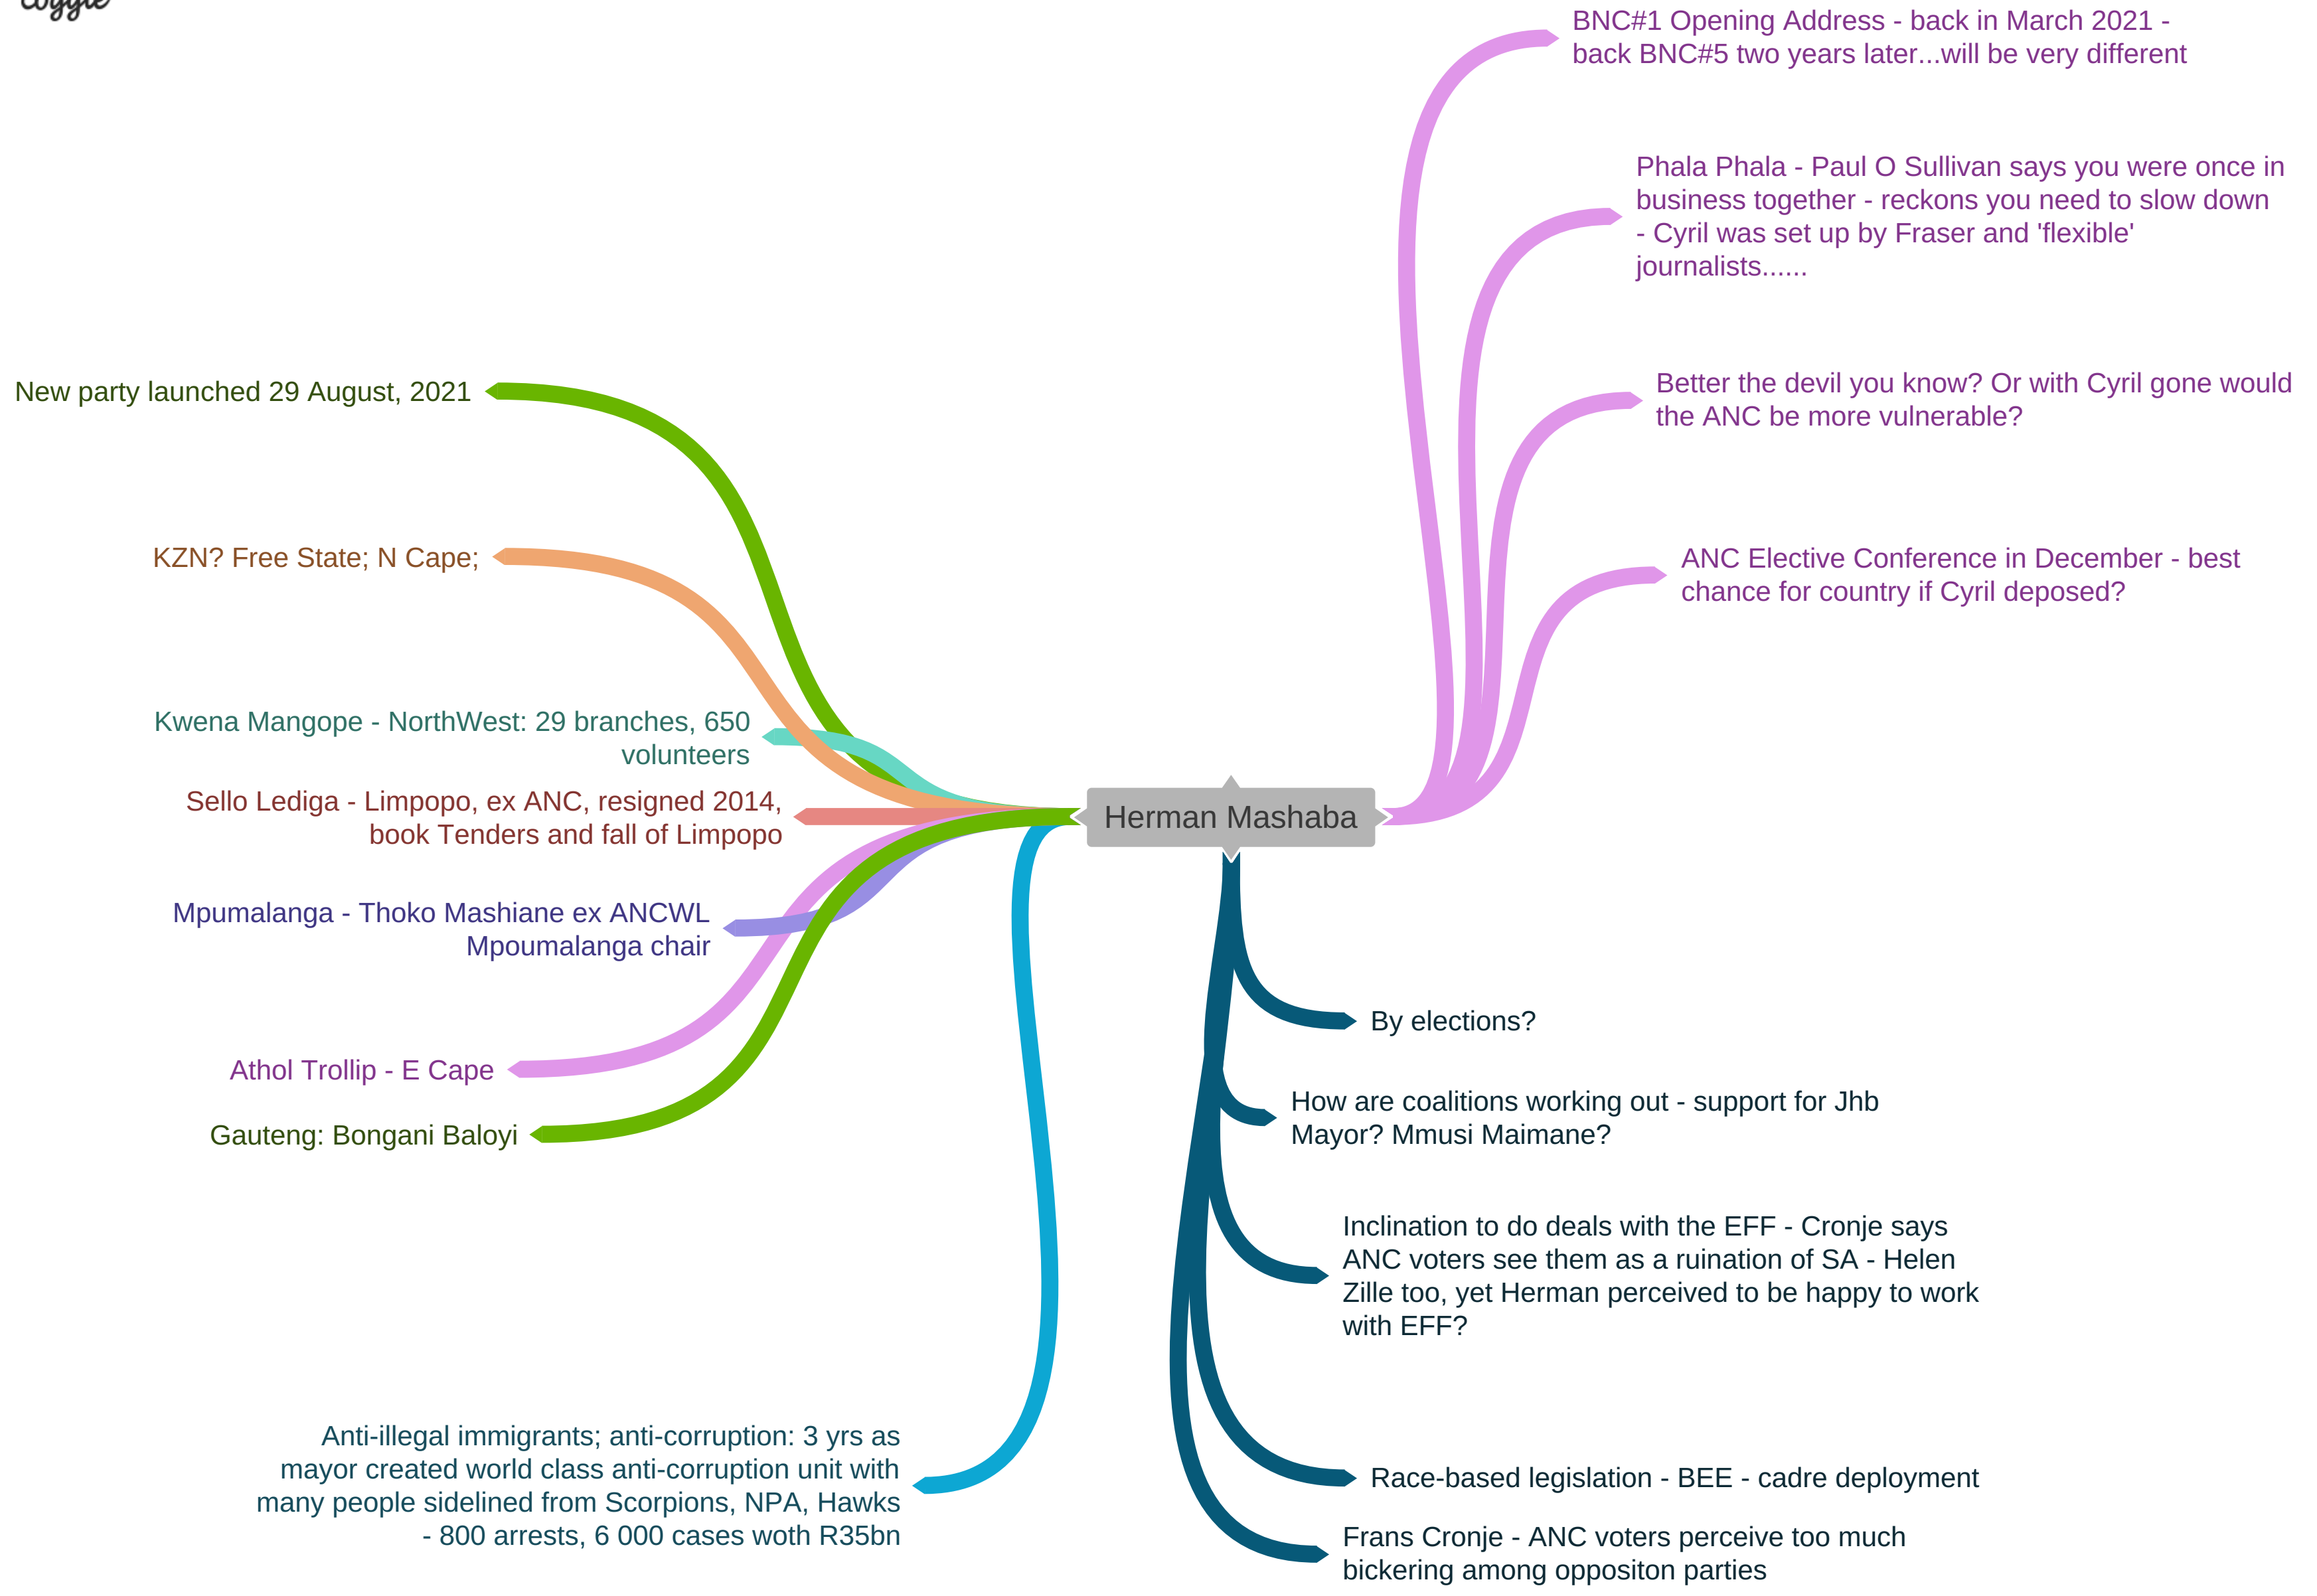 coggle
BNC#1 Opening Address - back in March 2021 -
back BNC#5 two years later...will be very different
Phala Phala - Paul O Sullivan says you were once in
business together - reckons you need to slow down
- Cyril was set up by Fraser and 'flexible'
journalists......
Better the devil you know? Or with Cyril gone would
the ANC be more vulnerable?
ANC Elective Conference in December - best
chance for country if Cyril deposed?
New party launched 29 August, 2021
KZN? Free State; N Cape;
Kwena Mangope - NorthWest: 29 branches, 650
volunteers
Sello Lediga - Limpopo, ex ANC, resigned 2014,
book Tenders and fall of Limpopo
Mpumalanga - Thoko Mashiane ex ANCWL
Mpoumalanga chair
Athol Trollip - E Cape
Gauteng: Bongani Baloyi
Anti-illegal immigrants; anti-corruption: 3 yrs as
mayor created world class anti-corruption unit with
many people sidelined from Scorpions, NPA, Hawks
- 800 arrests, 6 000 cases woth R35bn
Herman Mashaba
By elections?
How are coalitions working out - support for Jhb
Mayor? Mmusi Maimane?
Inclination to do deals with the EFF - Cronje says
ANC voters see them as a ruination of SA - Helen
Zille too, yet Herman perceived to be happy to work
with EFF?
Race-based legislation - BEE - cadre deployment
Frans Cronje - ANC voters perceive too much
bickering among oppositon parties